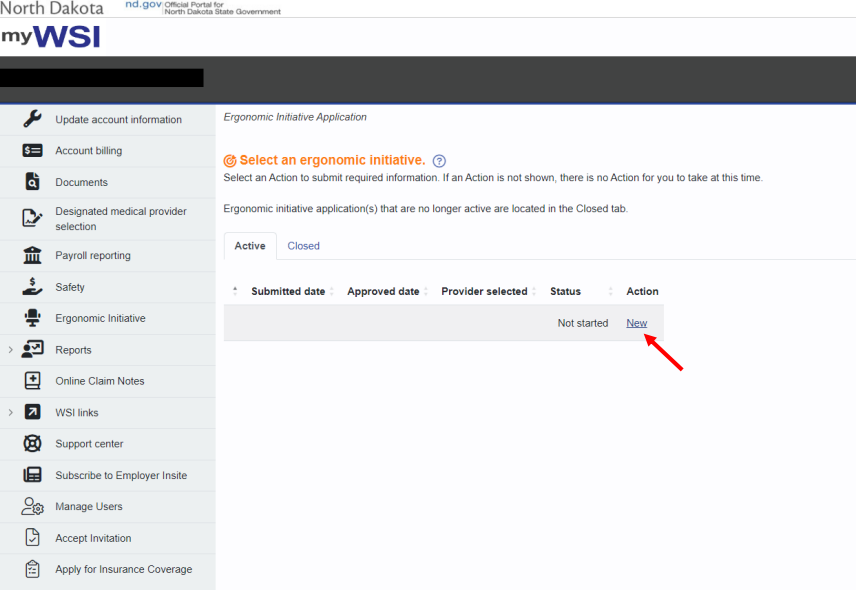 North Dakota
nd.gov Official Portal for
North Dakota State Government
myWSI
Update account information
Account billing
Documents
Designated medical provider
selection
Payroll reporting
Safety
Ergonomic Initiative
Reports
Online Claim Notes
WSI links
Support center
Subscribe to Employer Insite
Manage Users
Accept Invitation
Apply for Insurance Coverage
Ergonomic Initiative Application
Select an ergonomic initiative. ?
Select an Action to submit required information. If an Action is not shown, there is no Action for you to take at this time.
Ergonomic initiative application(s) that are no longer active are located in the Closed tab.
Active Closed
Submitted date Approved date Provider selected Status Action
Not started New